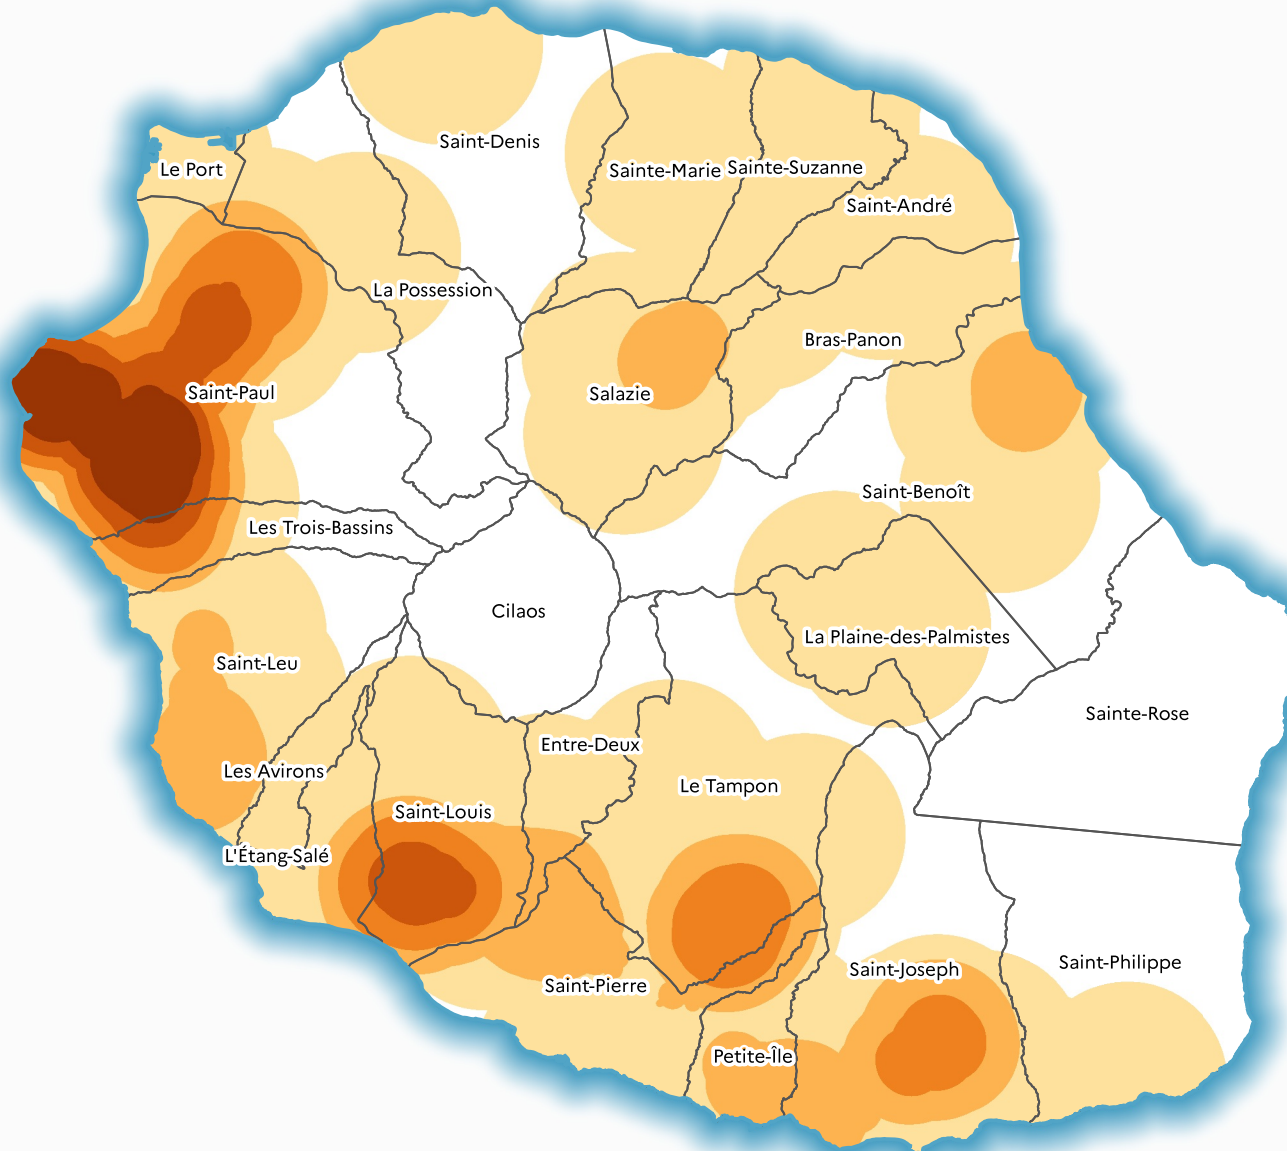 Saint-Denis
Le Port
Sainte-Marie
Sainte-Suzanne
Saint-André
La Possession
Bras-Panon
Saint-Paul
Salazie
Saint-Benoît
Les Trois-Bassins
Cilaos
La Plaine-des-Palmistes
Saint-Leu
Sainte-Rose
Entre-Deux
Les Avirons
Le Tampon
Saint-Louis
L'Étang-Salé
Saint-Philippe
Saint-Joseph
Saint-Pierre
Petite-Île